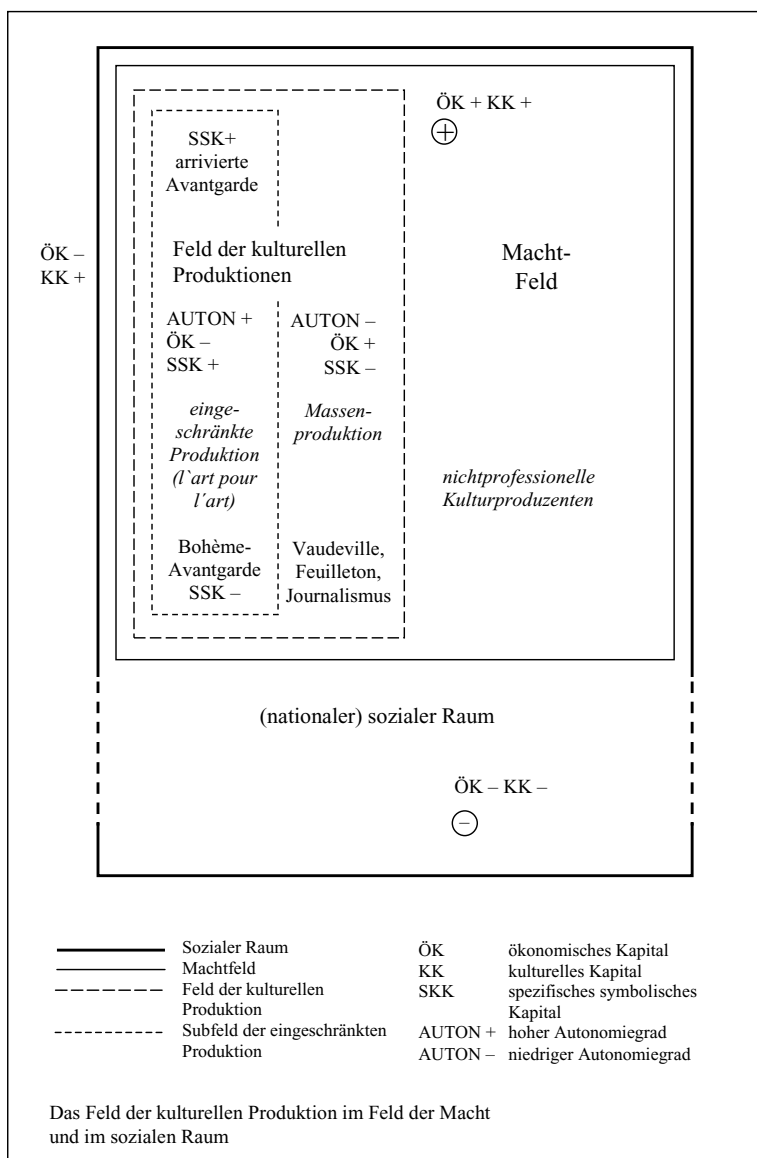 ÖK + KK +
+
SSK+
arrivierte
Avantgarde
ÖK –
KK +
Feld der kulturellen
Produktionen
Macht-
Feld
AUTON +
ÖK –
SSK +
AUTON –
ÖK +
SSK –
einge-
schränkte
Produktion
(l`art pour
l´art)
Massen-
produktion
nichtprofessionelle
Kulturproduzenten
Bohème-
Avantgarde
SSK –
Vaudeville,
Feuilleton,
Journalismus
(nationaler) sozialer Raum
ÖK – KK –
–
Sozialer Raum
Machtfeld
Feld der kulturellen
Produktion
Subfeld der eingeschränkten
Produktion
ÖK ökonomisches Kapital
KK kulturelles Kapital
SKK spezifisches symbolisches
Kapital
AUTON + hoher Autonomiegrad
AUTON – niedriger Autonomiegrad
Das Feld der kulturellen Produktion im Feld der Macht
und im sozialen Raum